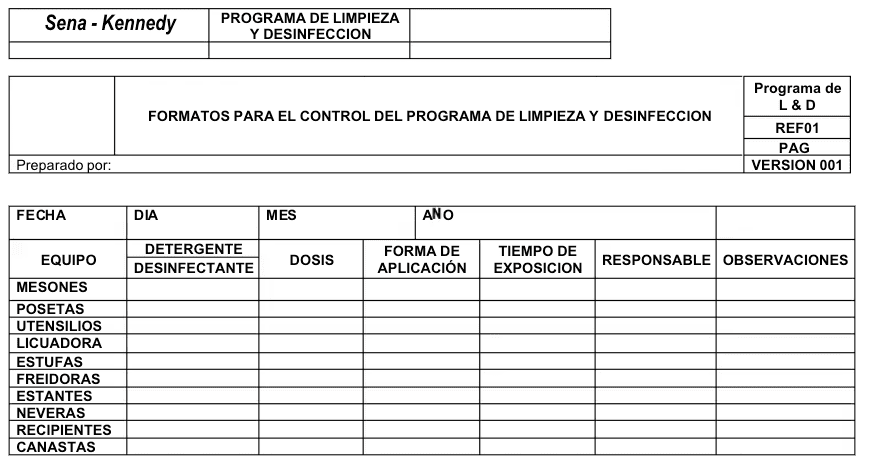 Sena - Kennedy
PROGRAMA DE LIMPIEZA
Y DESINFECCION
FORMATOS PARA EL CONTROL DEL PROGRAMA DE LIMPIEZA Y DESINFECCION
Programa de
L & D
REF01
PAG
Preparado por:
VERSION 001
FECHA DIA MES AÑO
EQUIPO
DETERGENTE
DESINFECTANTE
DOSIS
FORMA DE
APLICACIÓN
TIEMPO DE
EXPOSICION
RESPONSABLE
OBSERVACIONES
MESONES
POSETAS
UTENSILIOS
LICUADORA
ESTUFAS
FREIDORAS
ESTANTES
NEVERAS
RECIPIENTES
CANASTAS